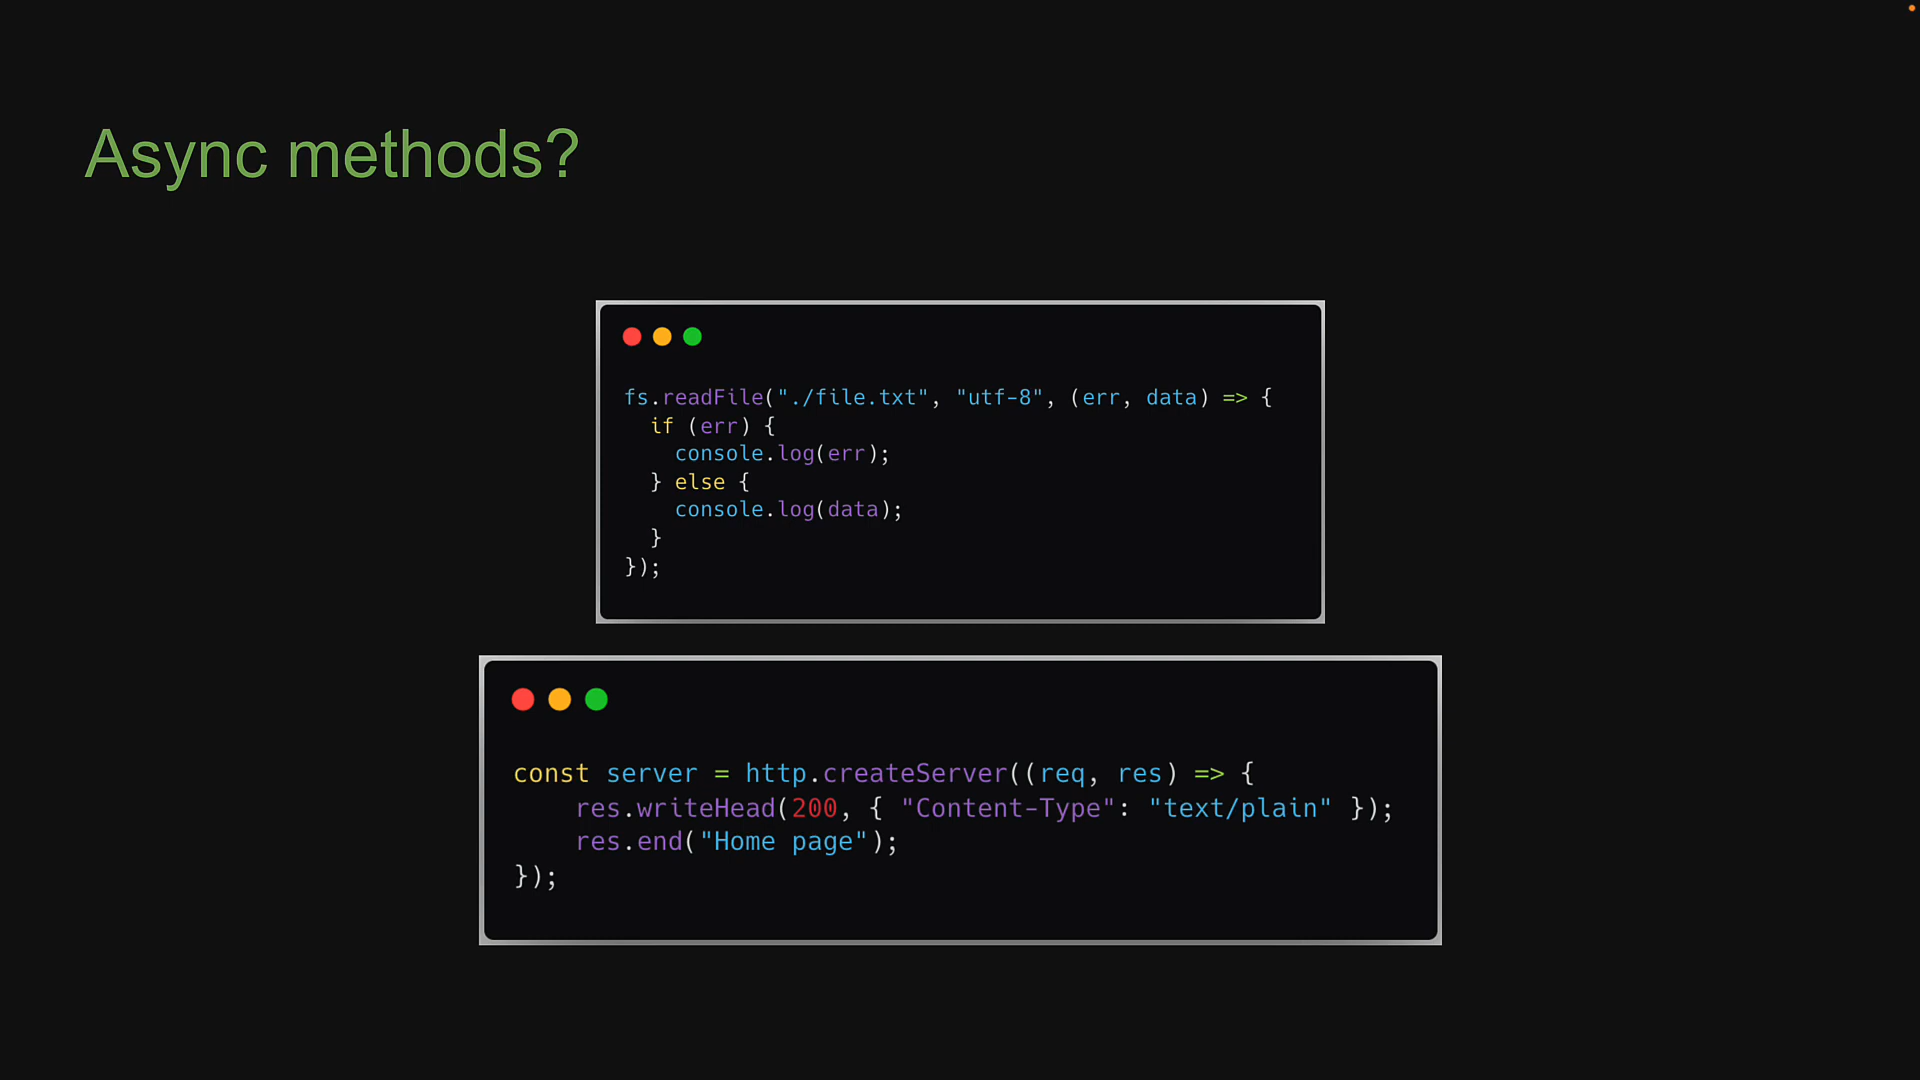 Async methods?
fs.readFile("./file.txt", "utf-8", (err, data) => {
  if (err) {
    console.log(err);
  } else {
    console.log(data);
  }
});
const server = http.createServer((req, res) => {
    res.writeHead(200, { "Content-Type": "text/plain" });
    res.end("Home page");
});